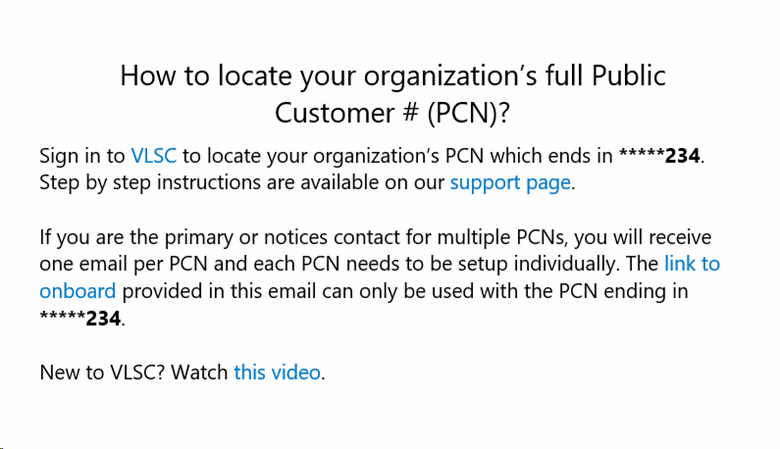 How to locate your organization's full Public
Customer # (PCN)?
Sign in to VLSC to locate your organization's PCN which ends in *****234.
Step by step instructions are available on our support page.
If you are the primary or notices contact for multiple PCNs, you will receive
one email per PCN and each PCN needs to be setup individually. The link to
onboard provided in this email can only be used with the PCN ending in
*****234.
New to VLSC? Watch this video.